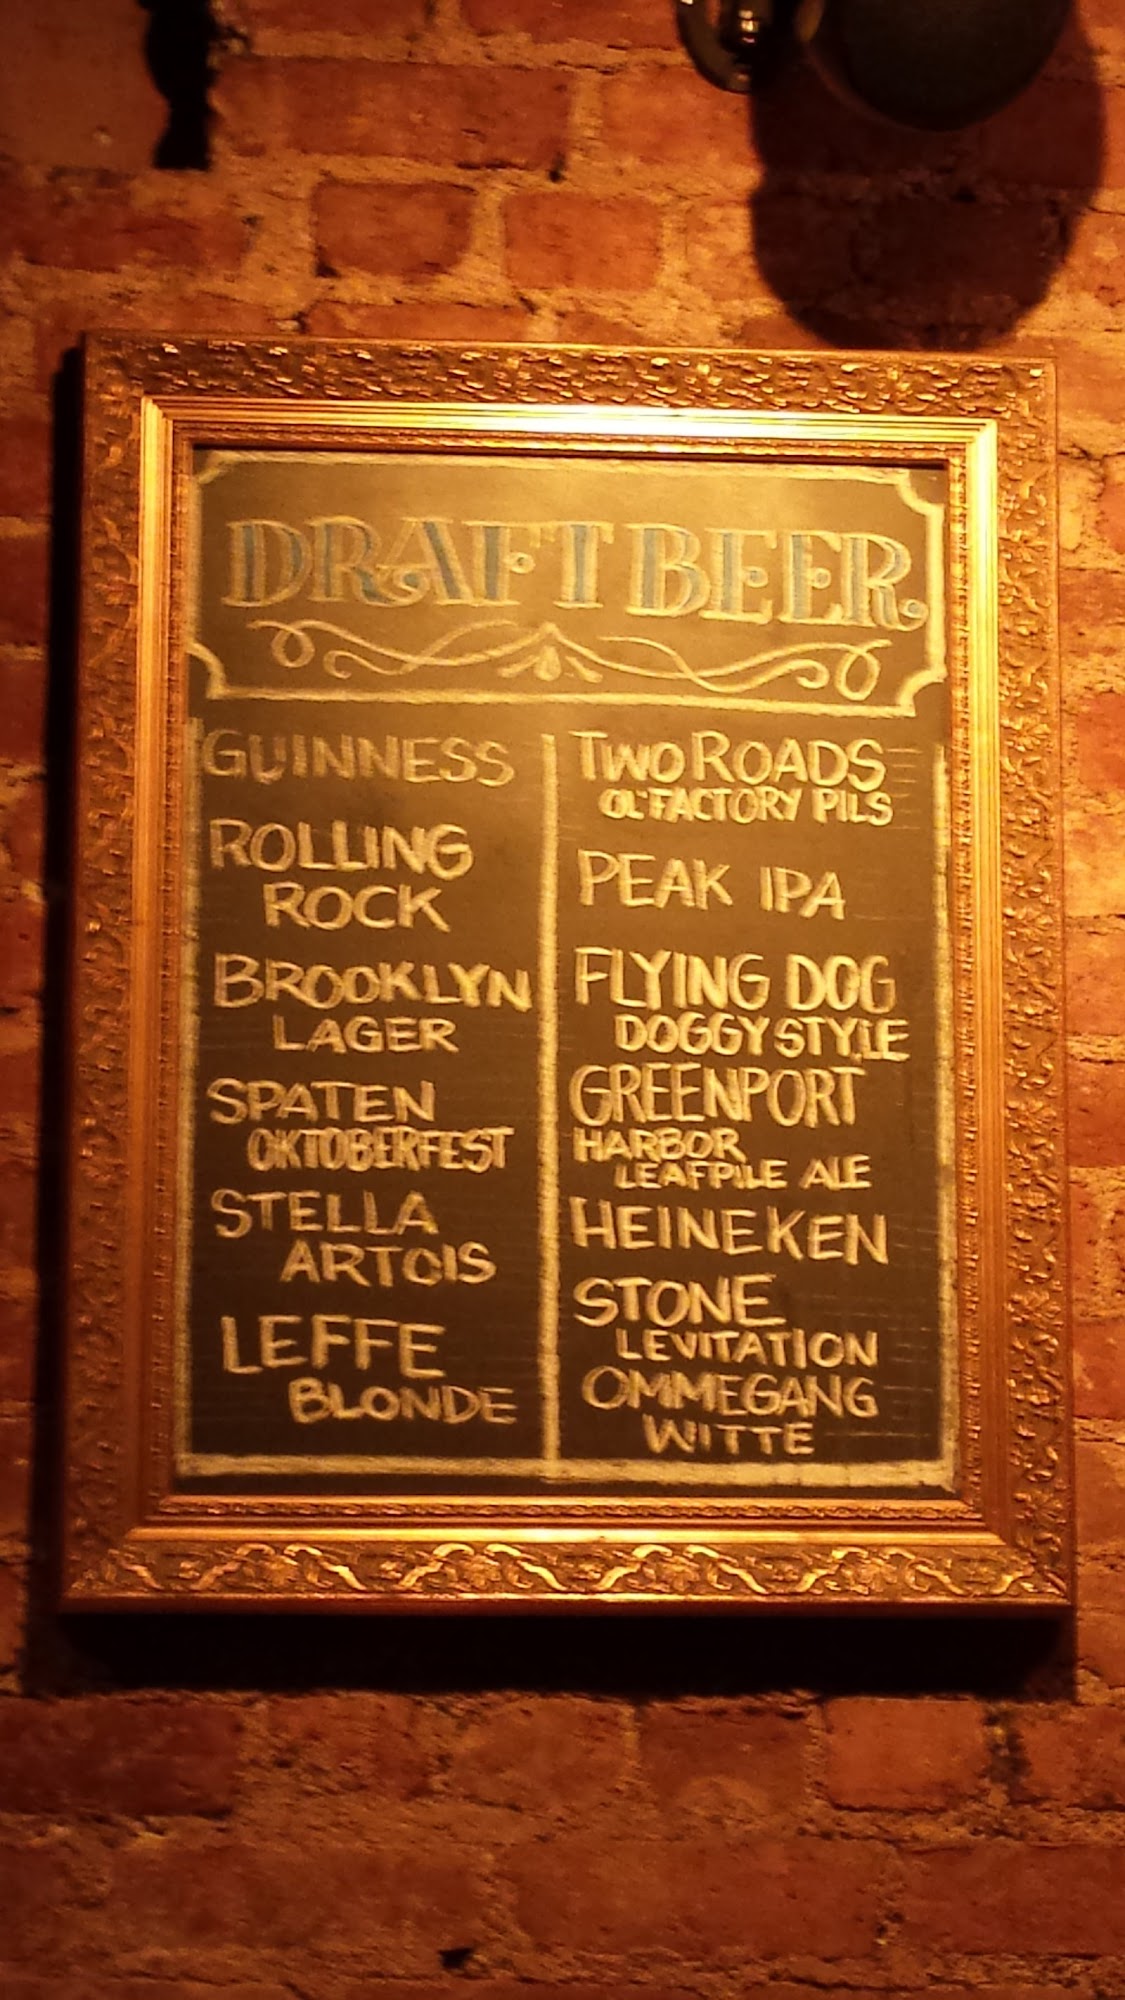 DRAFT BEER
GUINNESS
ROLLING
ROCK
BROOKLYN
LAGER
SPATEN
OKTOBERFEST
STELLA
ARTOIS
LEFFE
BLONDE
TWO ROADS
OL'FACTORY PILS
PEAK IPA
FLYING DOG
DOGGY STYLE
GREENPORT
HARBOR
LEAFPILE ALE
HEINEKEN
STONE
LEVITATION
OMMEGANG
WITTE